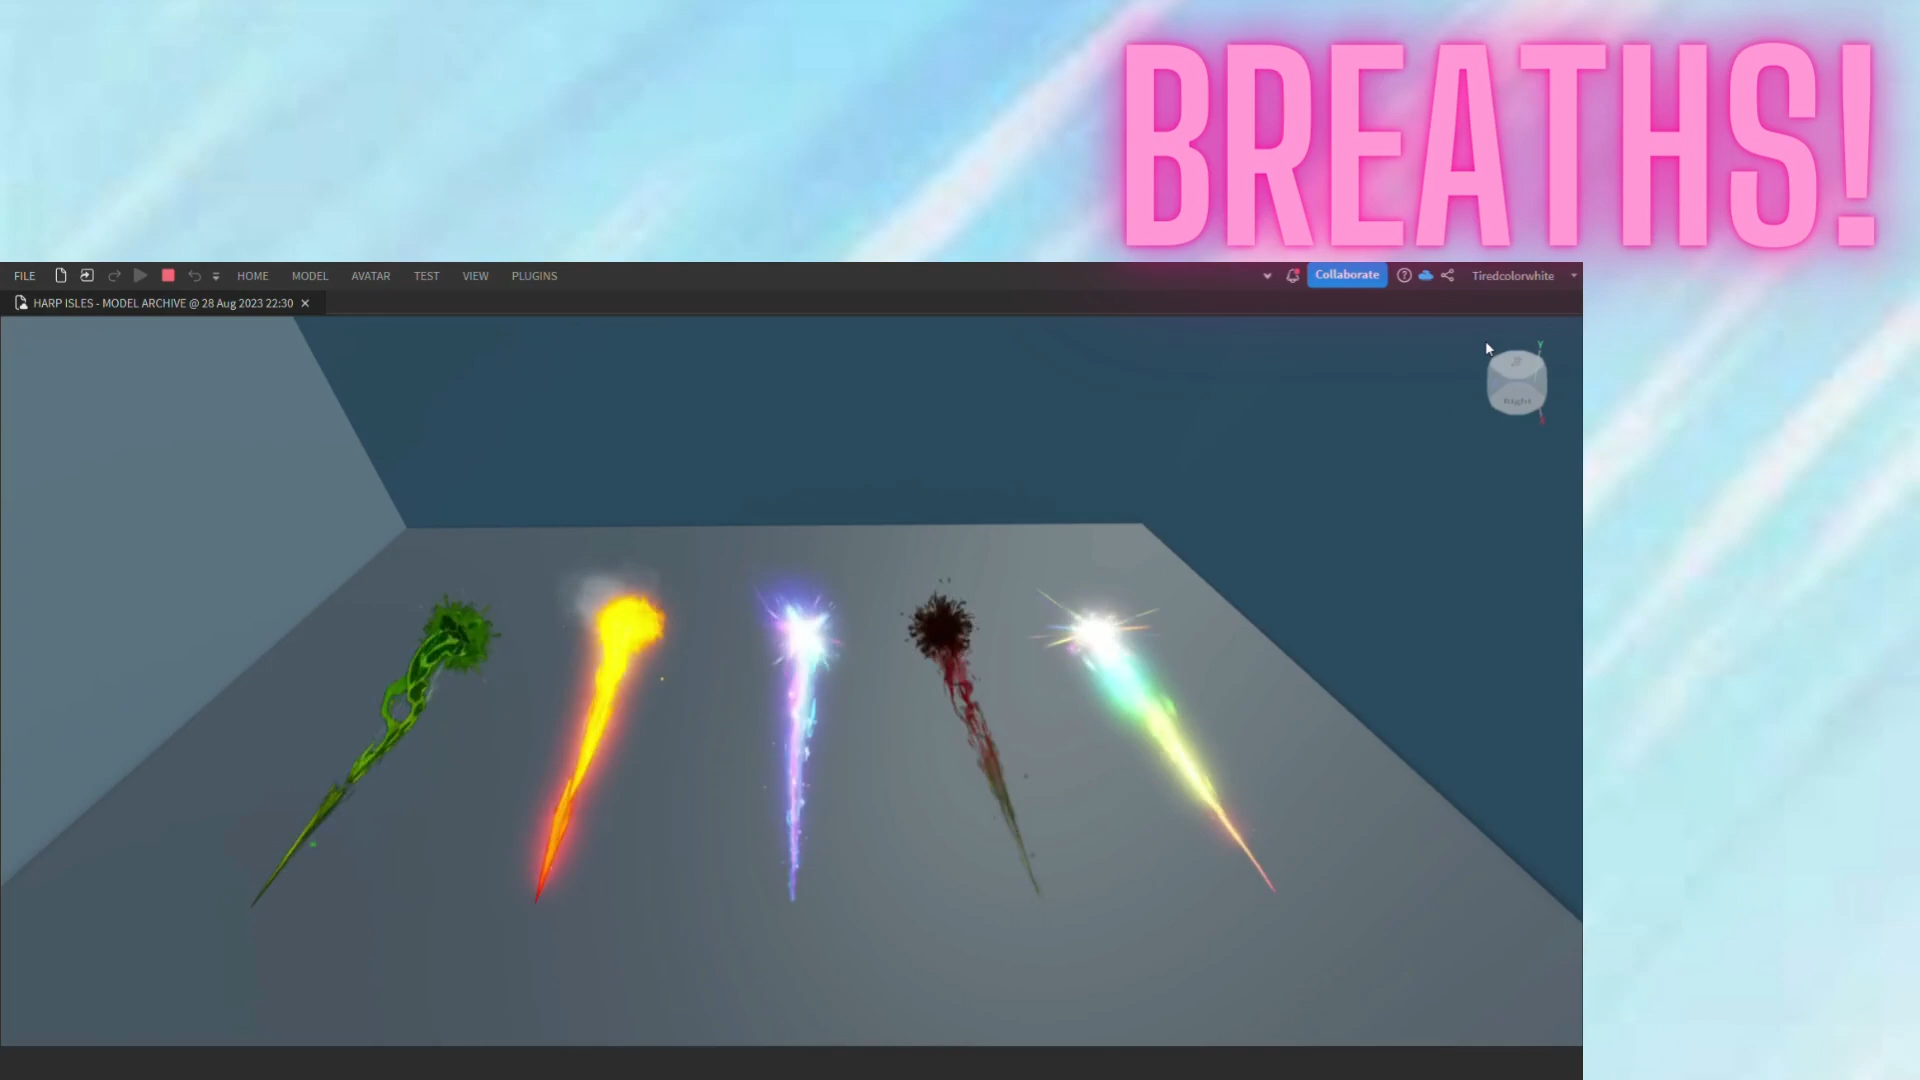 BREATHS!
FILE HOME MODEL AVATAR TEST VIEW PLUGINS Collaborate Tiredcolorwhite
HARP ISLES - MODEL ARCHIVE @ 28 Aug 2023 22:30
Y
Right